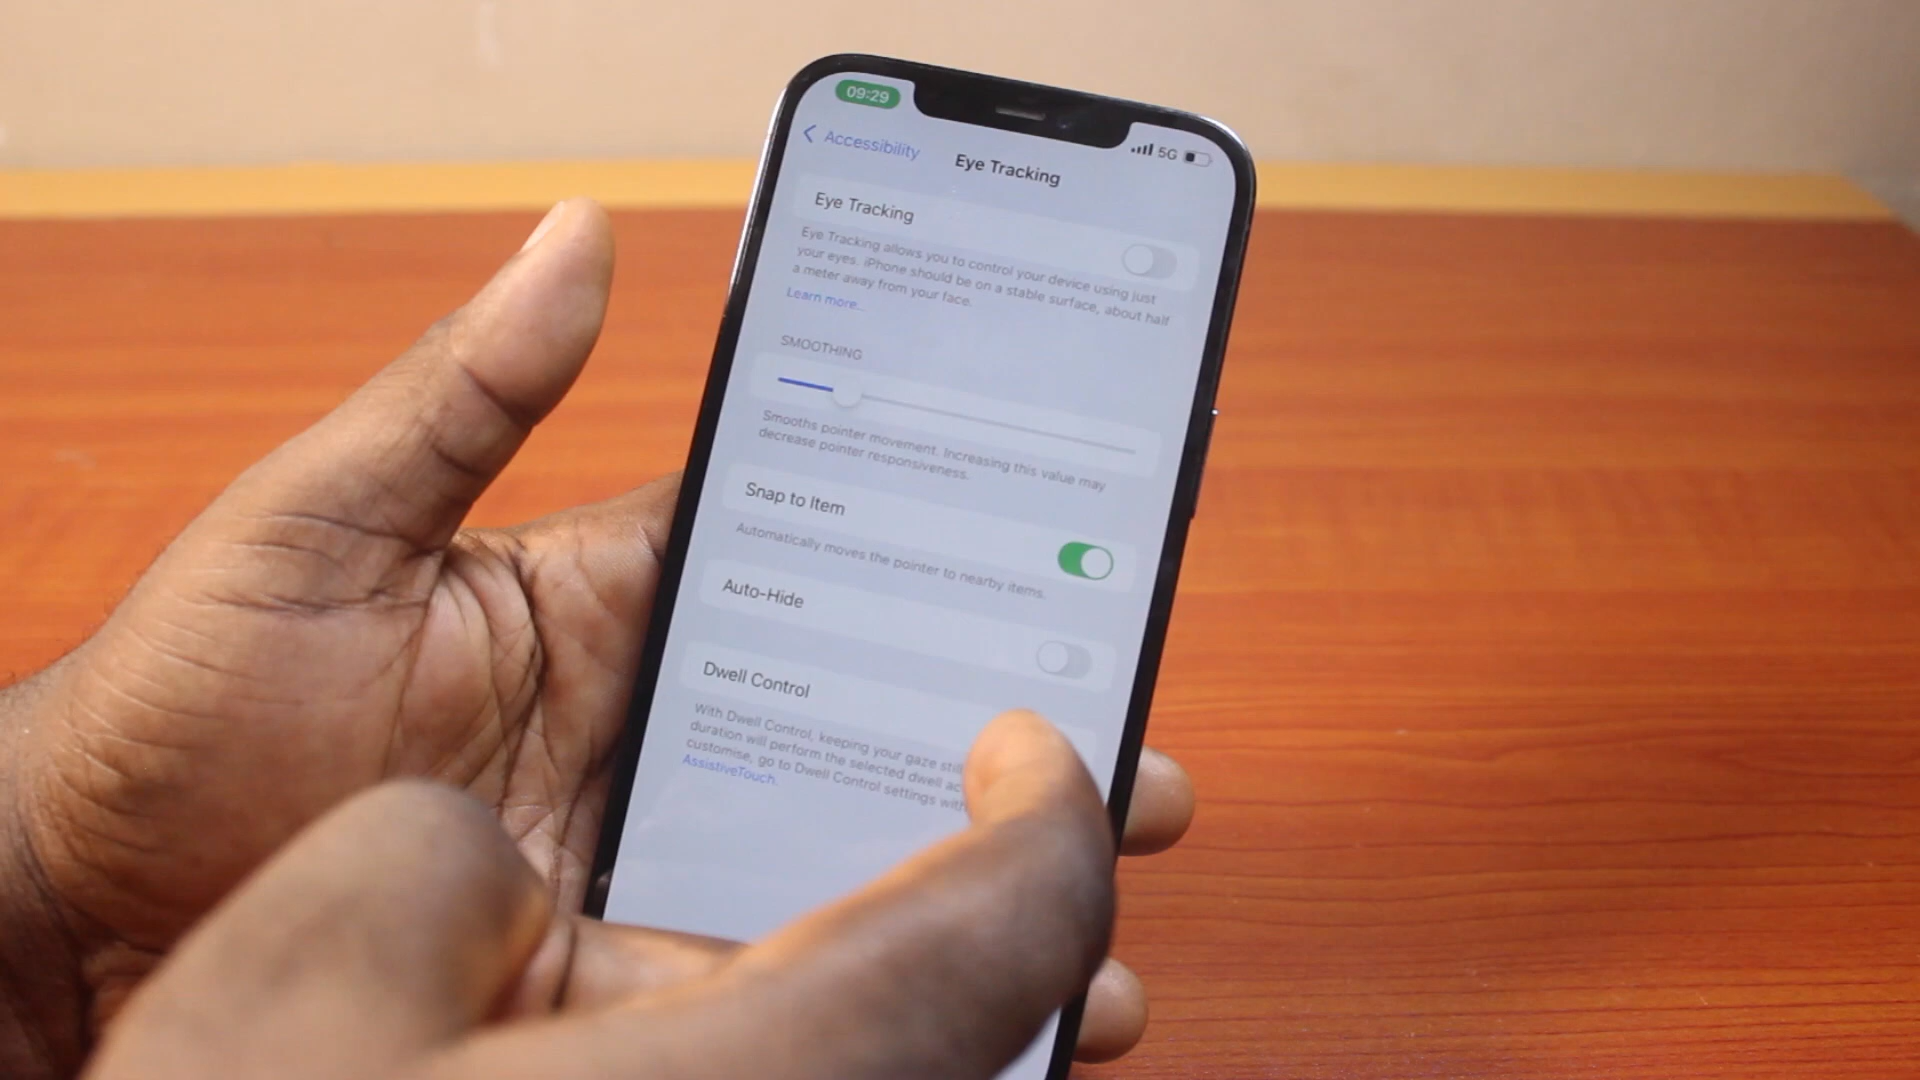 09:29
5G
Accessibility
Eye Tracking
Eye Tracking
Eye Tracking allows you to control your device using just
your eyes. iPhone should be on a stable surface, about half
a meter away from your face.
Learn more...
SMOOTHING
Smooths pointer movement. Increasing this value may
decrease pointer responsiveness.
Snap to Item
Automatically moves the pointer to nearby items.
Auto-Hide
Dwell Control
With Dwell Control, keeping your gaze still
duration will perform the selected dwell
customise, go to Dwell Control settings
AssistiveTouch.